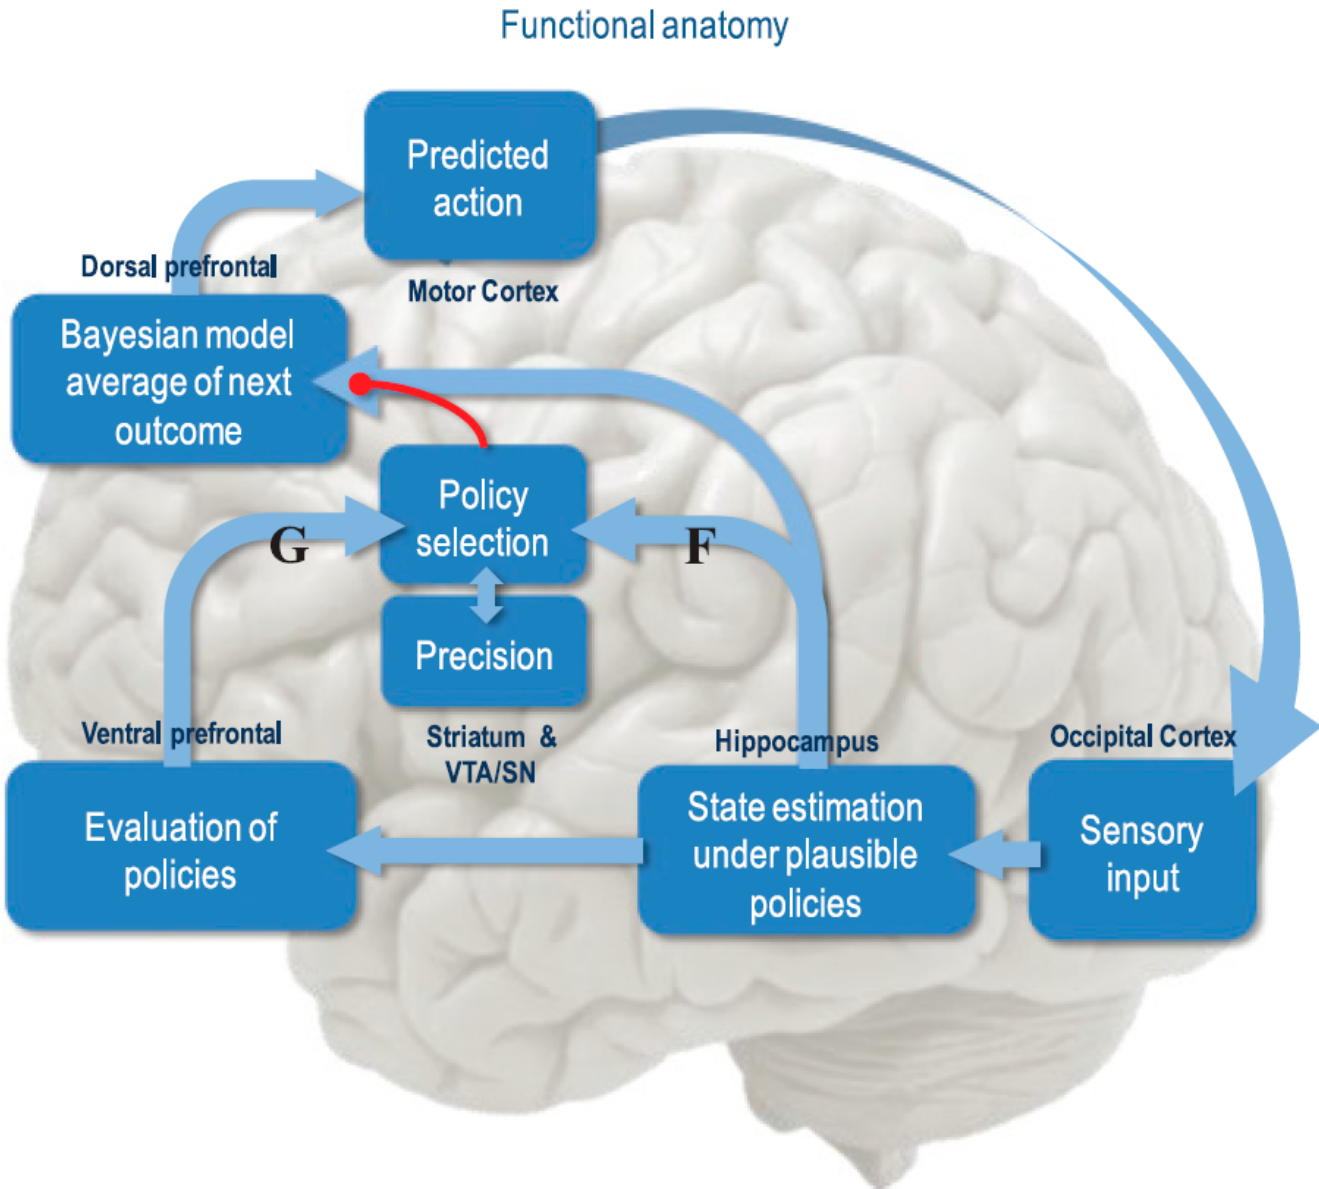 Functional anatomy
Predicted
action
Motor Cortex
Dorsal prefrontal
Bayesian model
average of next
outcome
Policy
selection
G
F
Precision
Striatum &
VTA/SN
Ventral prefrontal
Evaluation of
policies
Hippocampus
State estimation
under plausible
policies
Occipital Cortex
Sensory
input